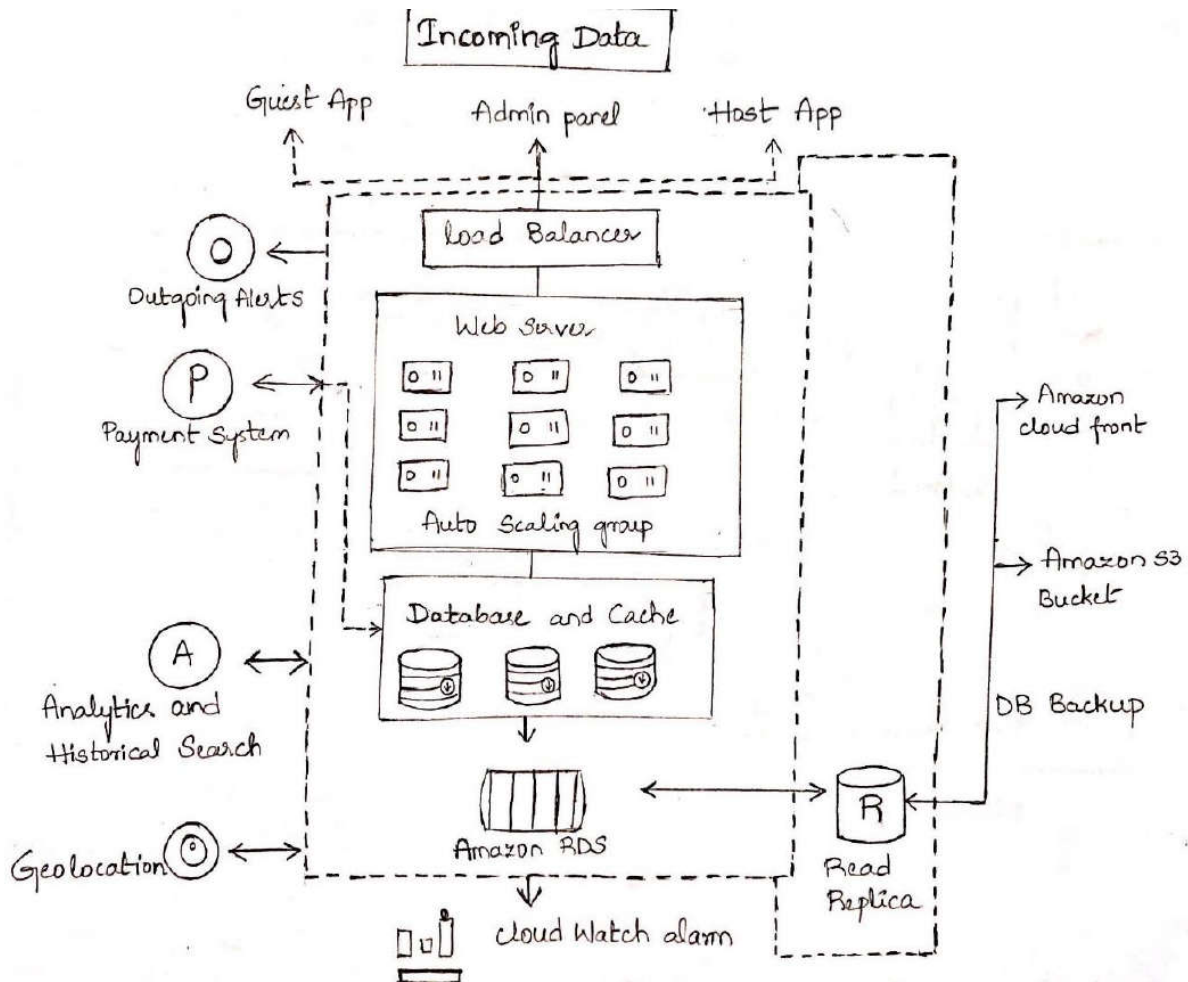 Incoming Data
Guest App
Admin panel
Host App
Load Balancer
O
Outgoing Alerts
Web Server
P
Payment System
Auto Scaling group
Amazon
cloud front
Amazon S3
Bucket
Database and Cache
A
Analytics and
Historical Search
DB Backup
R
Amazon RDS
Geolocation
Read
Replica
Cloud Watch alarm